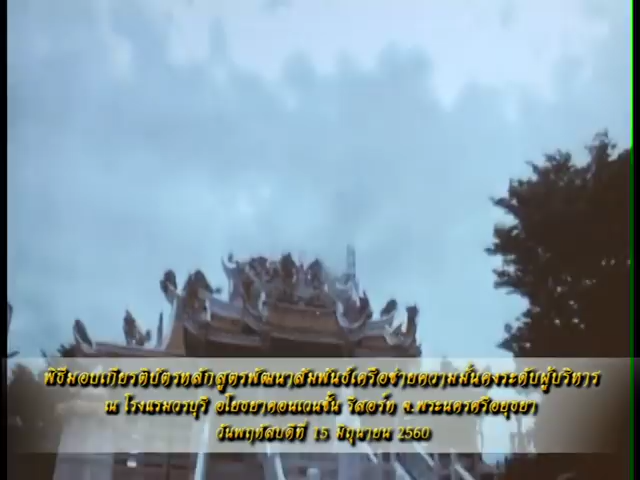 พิธีมอบเกียรติบัตรหลักสูตรพัฒนาสัมพันธ์เครือข่ายความมั่นคงระดับผู้บริหาร
ณ โรงแรมวรบุรี อโยธยาคอนเวนชั่น รีสอร์ท จ.พระนครศรีอยุธยา
วันพฤหัสบดีที่ 15 มิถุนายน 2560